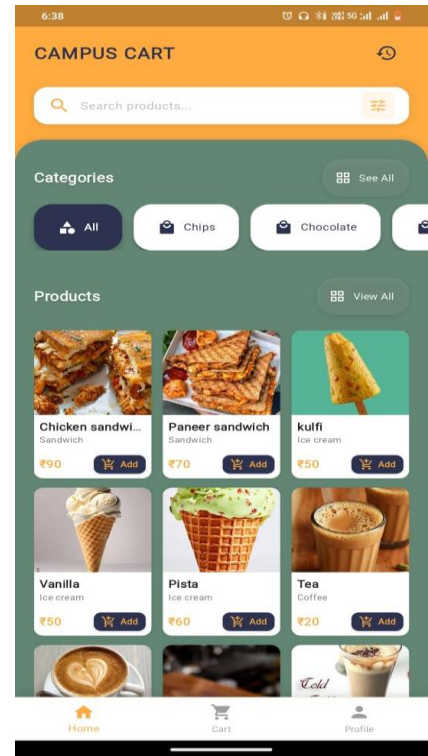 6:38
5G
CAMPUS CART
Search products...
Categories
See All
All
Chips
Chocolate
Products
View All
Chicken sandwi...
Sandwich
₹90
Add
Paneer sandwich
Sandwich
₹70
Add
kulfi
Ice cream
₹50
Add
Vanilla
Ice cream
₹50
Add
Pista
Ice cream
₹60
Add
Tea
Coffee
₹20
Add
Cold
Home
Cart
Profile